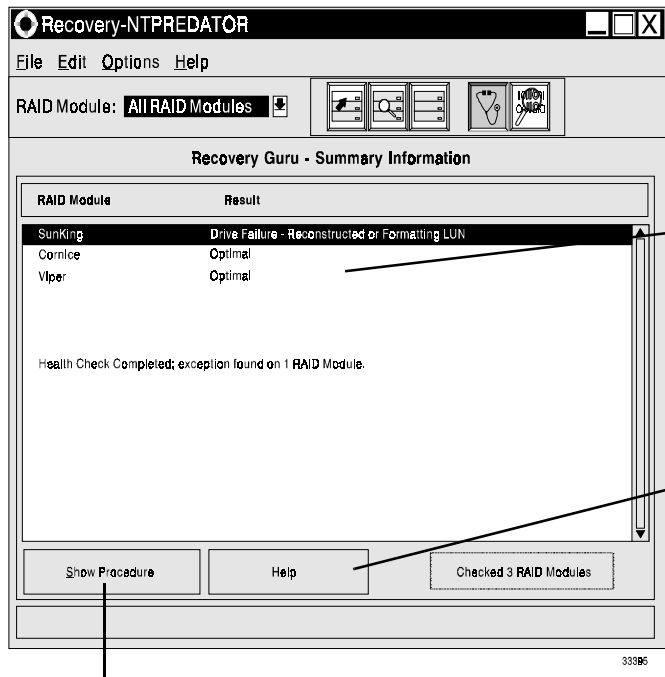 Recovery-NTPREDATOR
File Edit Options Help
RAID Module: All RAID Modules
Recovery Guru - Summary Information
RAID Module Result
SunKing Drive Failure - Reconstructed or Formatting LUN
Cornice Optimal
Viper Optimal
Health Check Completed; exception found on 1 RAID Module.
Show Procedure Help Checked 3 RAID Modules